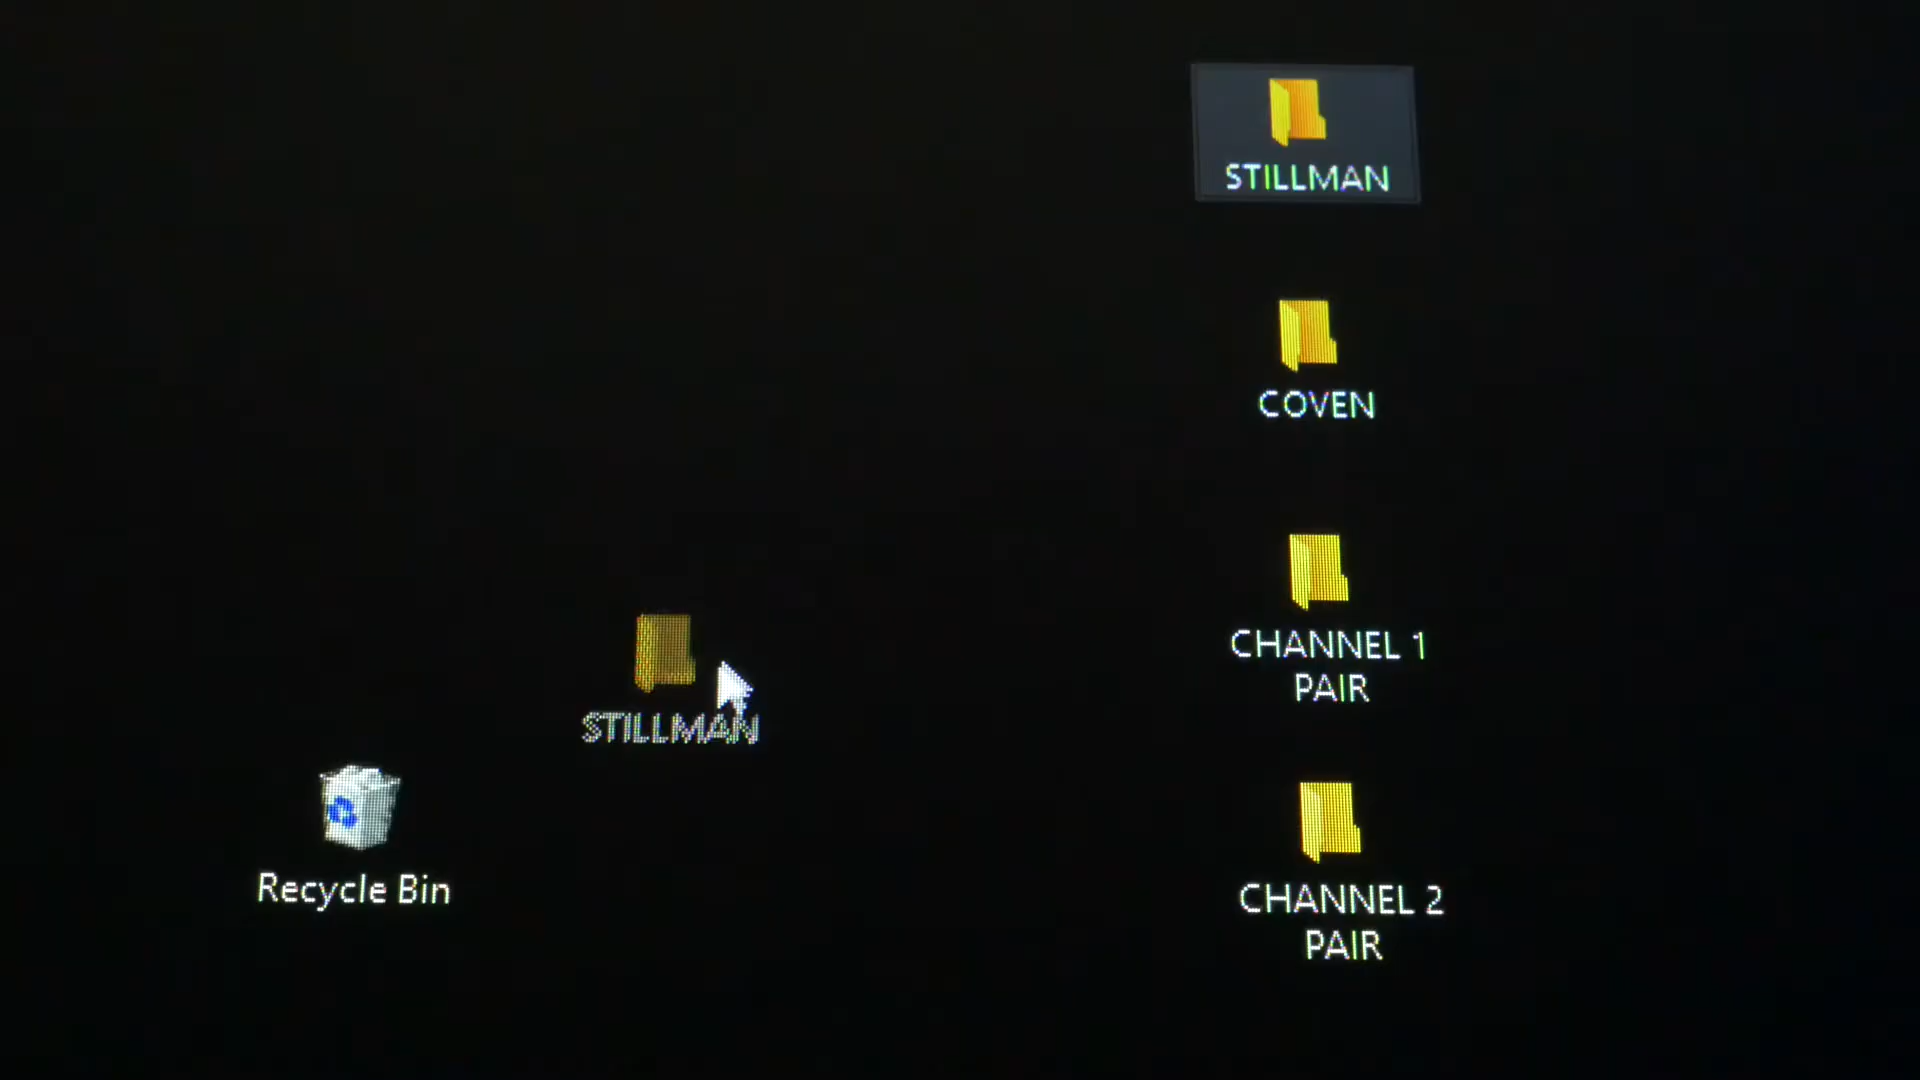 STILLMAN
COVEN
CHANNEL 1
PAIR
STILLMAN
Recycle Bin
CHANNEL 2
PAIR